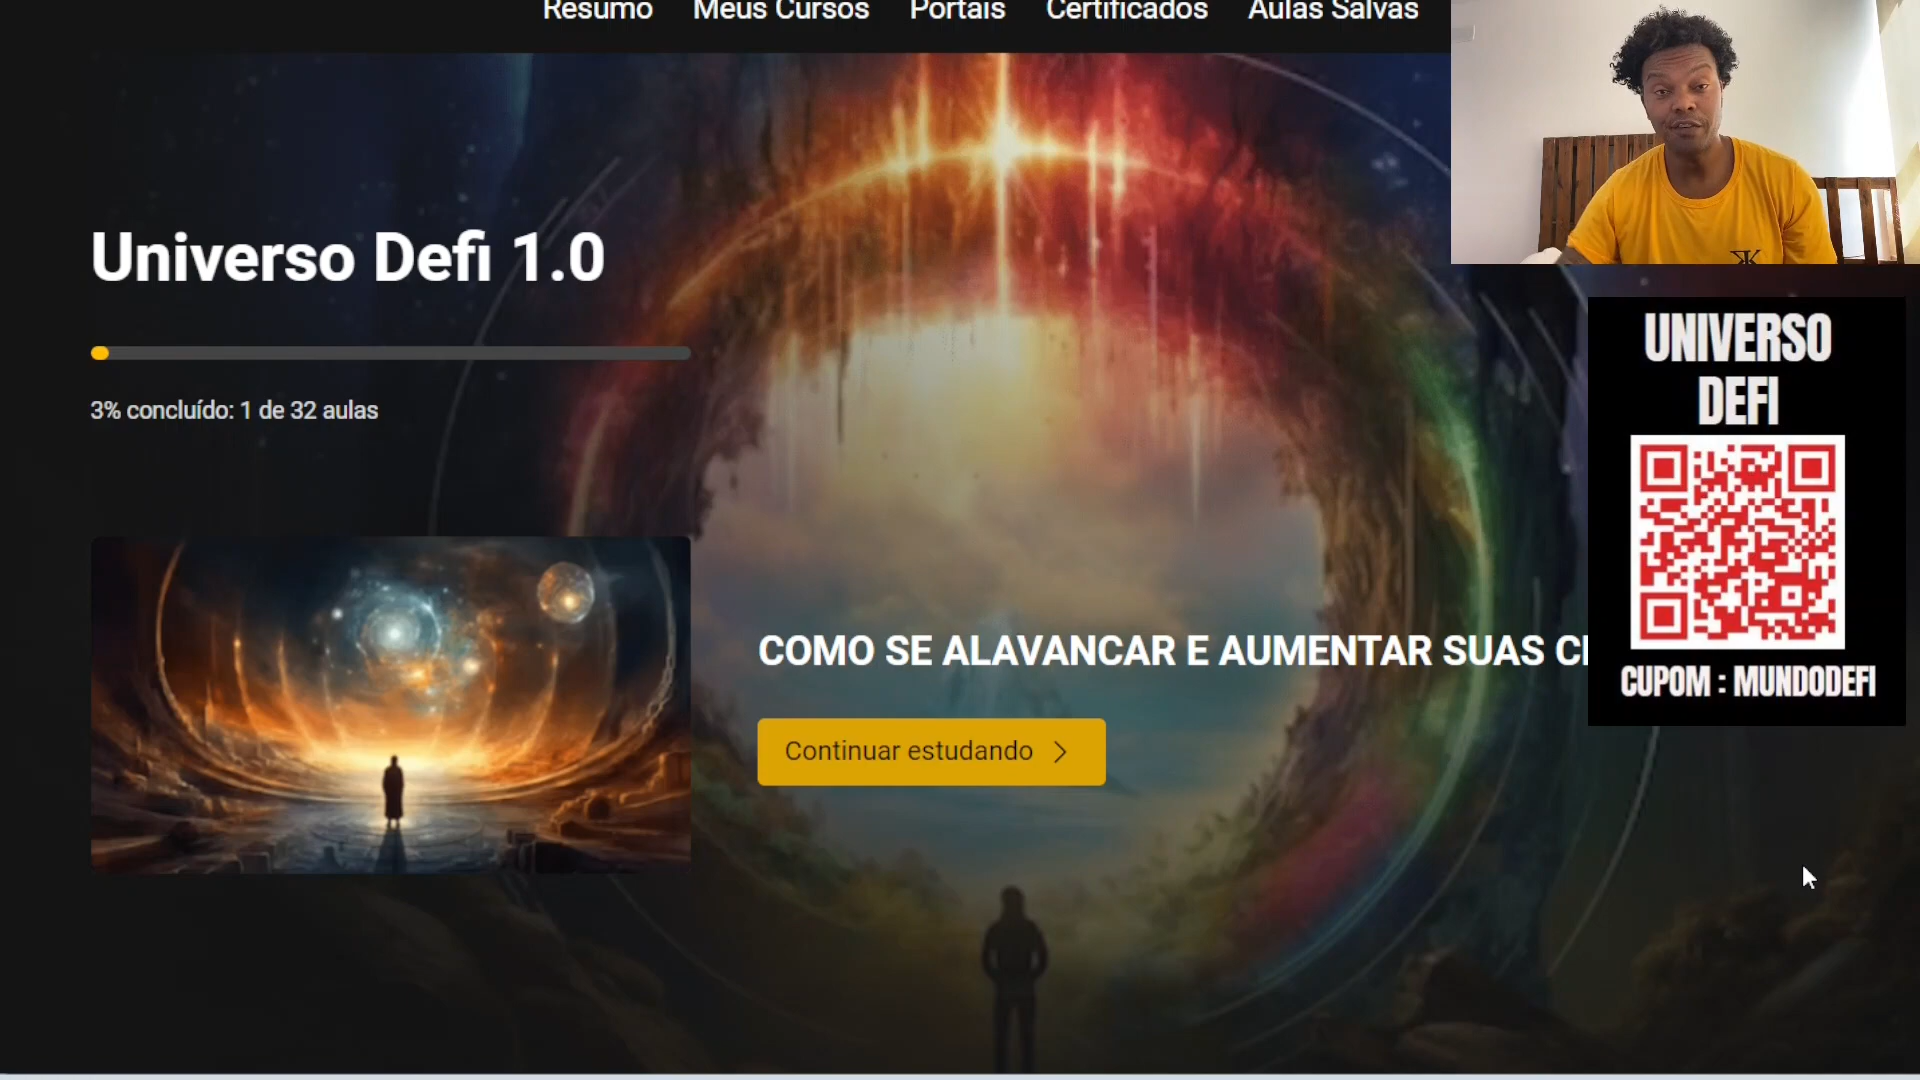 Resumo Meus Cursos Portais Certificados Aulas Salvas
Universo Defi 1.0
3% concluído: 1 de 32 aulas
COMO SE ALAVANCAR E AUMENTAR SUAS
Continuar estudando
UNIVERSO
DEFI
CUPOM : MUNDODEFI